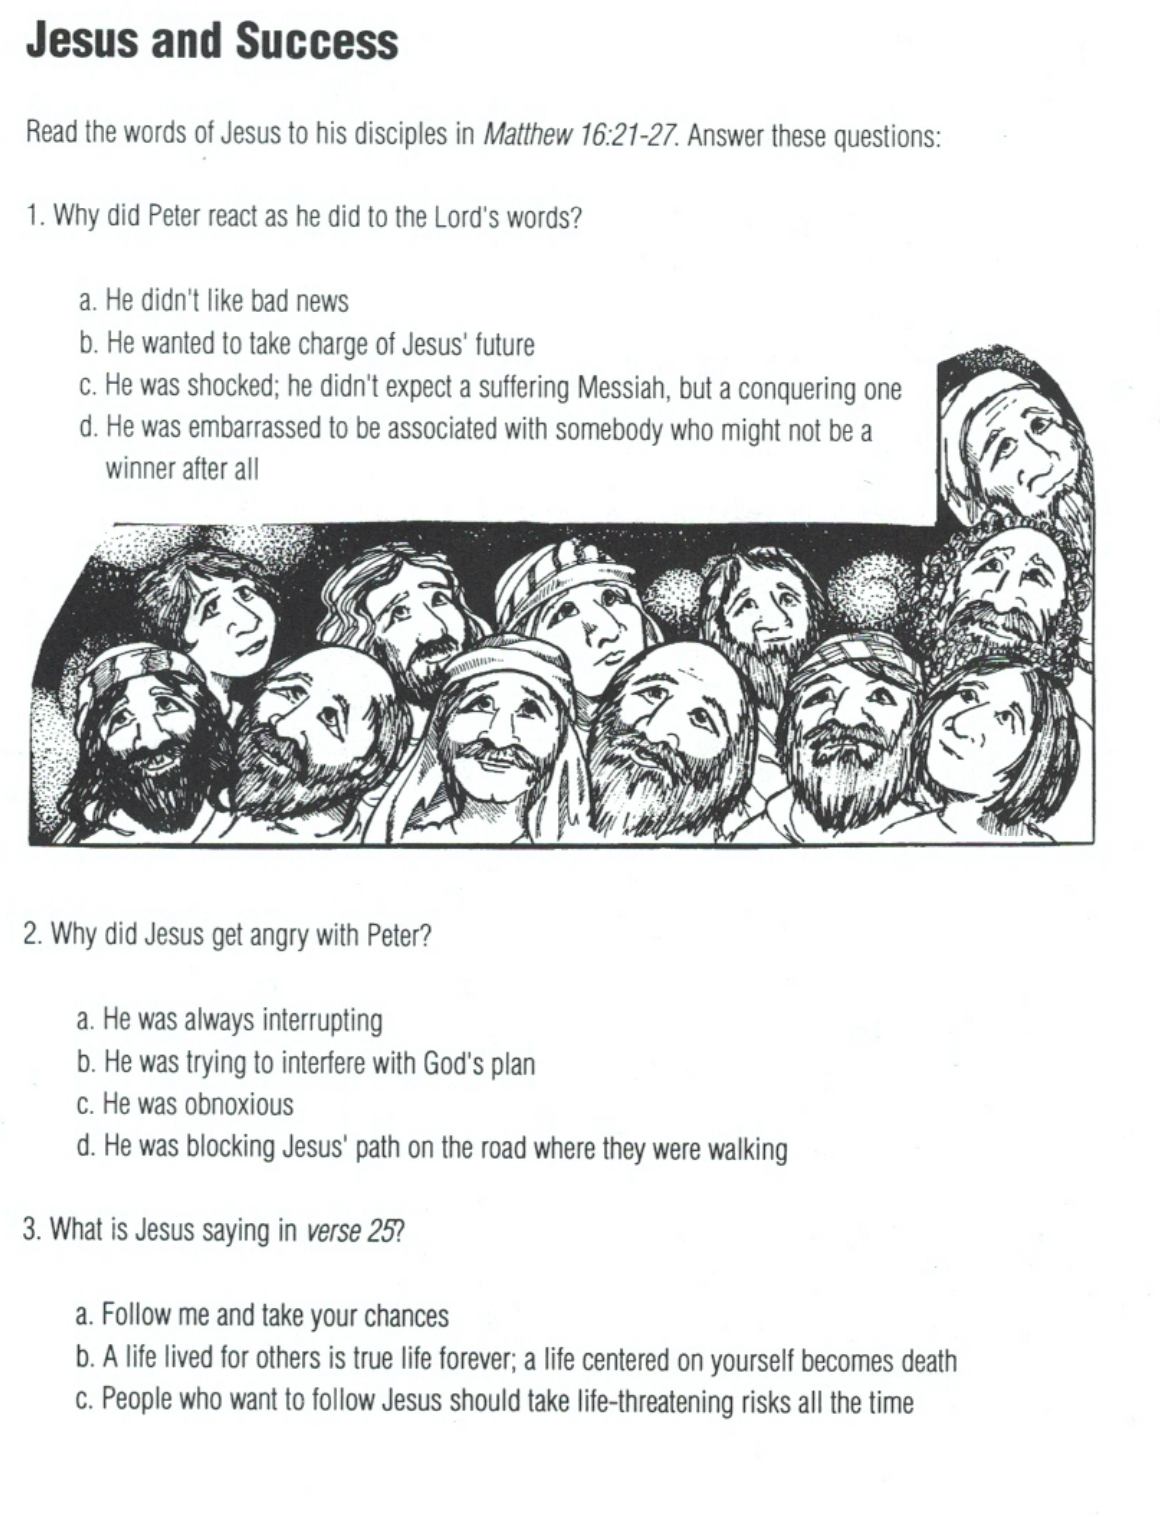 Jesus and Success
Read the words of Jesus to his disciples in Matthew 16:21-27. Answer these questions:
1. Why did Peter react as he did to the Lord's words?
a. He didn't like bad news
b. He wanted to take charge of Jesus' future
c. He was shocked; he didn't expect a suffering Messiah, but a conquering one
d. He was embarrassed to be associated with somebody who might not be a
winner after all
2. Why did Jesus get angry with Peter?
a. He was always interrupting
b. He was trying to interfere with God's plan
c. He was obnoxious
d. He was blocking Jesus' path on the road where they were walking
3. What is Jesus saying in verse 25?
a. Follow me and take your chances
b. A life lived for others is true life forever; a life centered on yourself becomes death
c. People who want to follow Jesus should take life-threatening risks all the time